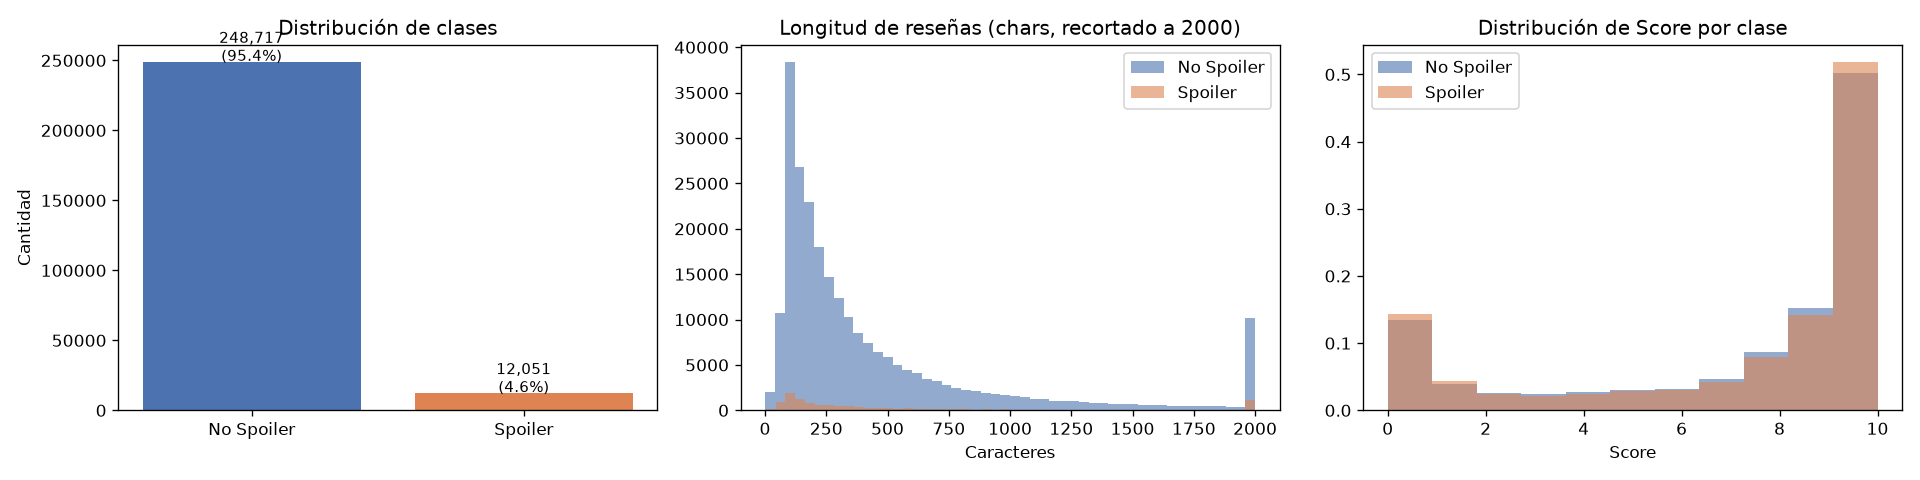 Distribución de clases
248,717
(95.4%)
12,051
(4.6%)
250000
200000
150000
100000
50000
0
Cantidad
No Spoiler
Spoiler
Longitud de reseñas (chars, recortado a 2000)
No Spoiler
Spoiler
40000
35000
30000
25000
20000
15000
10000
5000
0
0 250 500 750 1000 1250 1500 1750 2000
Caracteres
Distribución de Score por clase
No Spoiler
Spoiler
0.5
0.4
0.3
0.2
0.1
0.0
0 2 4 6 8 10
Score